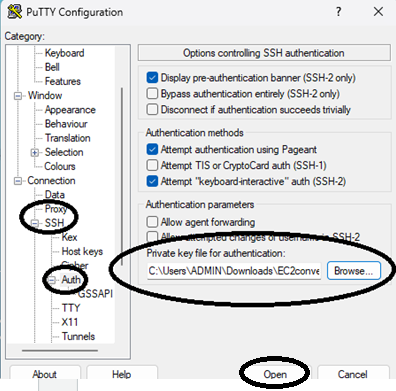 PuTTY Configuration
?
Category:
Keyboard
Bell
Features
Window
Appearance
Behaviour
Translation
Selection
Colours
Connection
Data
Proxy
SSH
Kex
Host keys
Cipher
Auth
GSSAPI
TTY
X11
Tunnels
Options controlling SSH authentication
Display pre-authentication banner (SSH-2 only)
Bypass authentication entirely (SSH-2 only)
Disconnect if authentication succeeds trivially
Authentication methods
Attempt authentication using Pageant
Attempt TIS or CryptoCard auth (SSH-1)
Attempt "keyboard-interactive" auth (SSH-2)
Authentication parameters
Allow agent forwarding
Allow attempted changes of username in SSH-2
Private key file for authentication:
C:\Users\ADMIN\Downloads\EC2conve
Browse...
About
Help
Open
Cancel